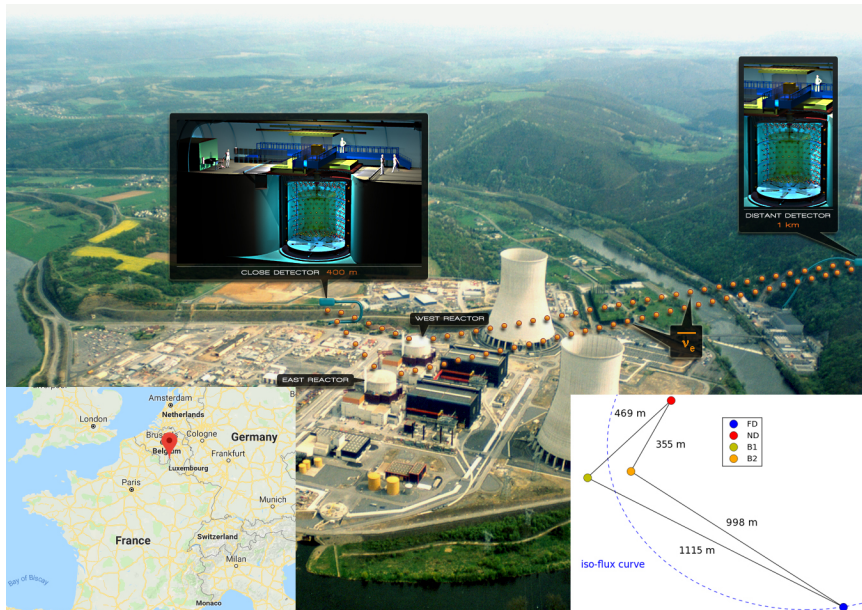 DISTANT DETECTOR
1 km
CLOSE DETECTOR 400 m
WEST REACTOR
ν̅e
EAST REACTOR
Amsterdam
Netherlands
London
Cologne
Germany
Belgium
Frankfurt
Luxembourg
Paris
Munich
France
Switzerland
Milan
Bay of Biscay
Monaco
469 m
355 m
FD
ND
B1
B2
998 m
1115 m
iso-flux curve